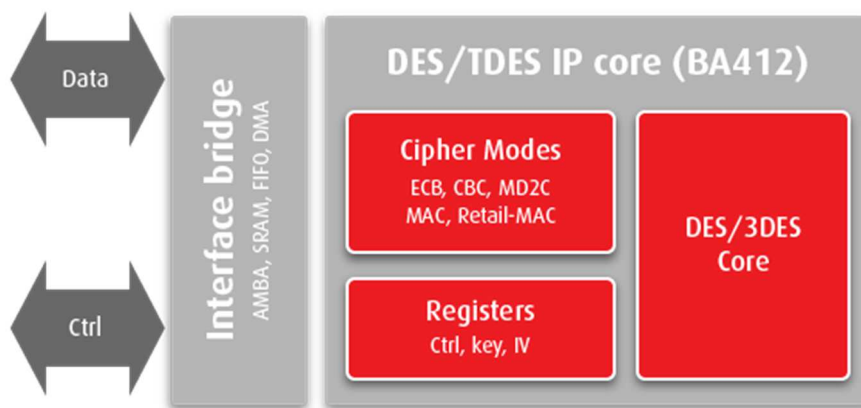 Data
Ctrl
Interface bridge
AMBA, SRAM, FIFO, DMA
DES/TDES IP core (BA412)
Cipher Modes
ECB, CBC, MD2C
MAC, Retail-MAC
Registers
Ctrl, key, IV
DES/3DES
Core